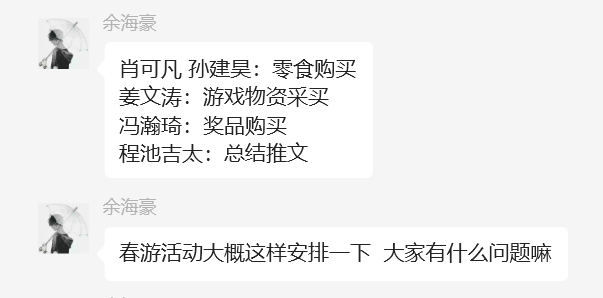 余海豪
肖可凡 孙建昊：零食购买
姜文涛：游戏物资采买
冯瀚琦：奖品购买
程池吉太：总结推文
余海豪
春游活动大概这样安排一下  大家有什么问题嘛